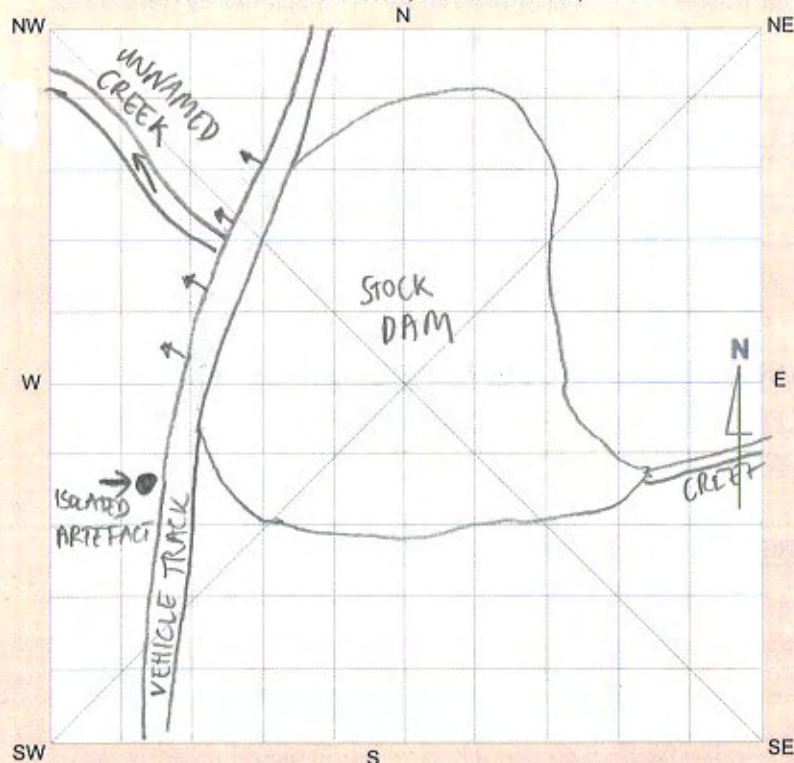 N
NW
NE
UNNAMED
CREEK
STOCK
DAM
N
W
E
CREEK
ISOLATED
ARTEFACT
VEHICLE TRACK
SW
S
SE